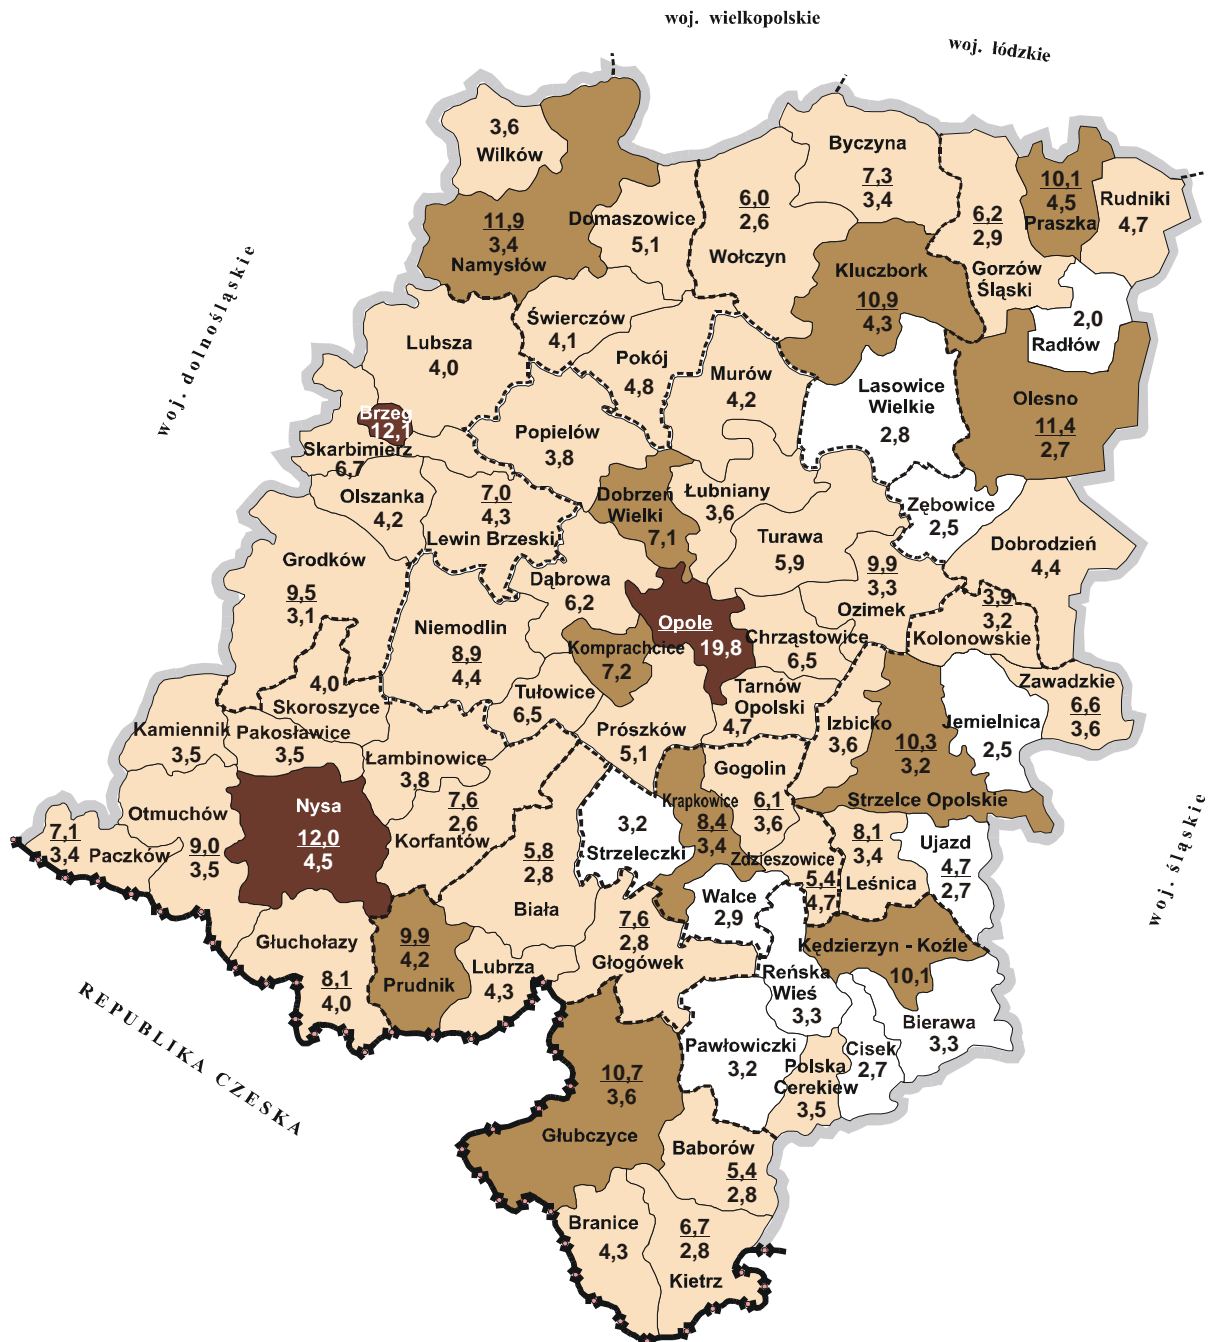 woj. wielkopolskie
woj. łódzkie
3,6
Wilków
Byczyna
7,3
3,4
10,1
4,5
Praszka
Rudniki
4,7
11,9
3,4
Namysłów
Domaszowice
5,1
6,0
2,6
Wołczyn
6,2
2,9
Gorzów
Śląski
Kluczbork
10,9
4,3
2,0
Radłów
woj. dolnośląskie
Świerczów
4,1
Lubsza
4,0
Pokój
4,8
Murów
4,2
Lasowice
Wielkie
2,8
Olesno
11,4
2,7
Brzeg
12,1
Skarbimierz
6,7
Popielów
3,8
Olszanka
4,2
7,0
4,3
Lewin Brzeski
Dobrzeń
Wielki
7,1
Łubniany
3,6
Zębowice
2,5
Turawa
5,9
Dobrodzień
4,4
Grodków
9,5
3,1
Dąbrowa
6,2
9,9
3,3
Ozimek
3,9
3,2
Kolonowskie
Niemodlin
8,9
4,4
Opole
19,8
Komprachcice
7,2
Chrząstowice
6,5
4,0
Skoroszyce
Tułowice
6,5
Tarnów
Opolski
4,7
Zawadzkie
6,6
3,6
Kamiennik
3,5
Pakosławice
3,5
Prószków
5,1
Izbicko
3,6
Jemielnica
2,5
10,3
3,2
Strzelce Opolskie
Łambinowice
3,8
Gogolin
6,1
3,6
Otmuchów
9,0
3,5
Nysa
12,0
4,5
7,6
2,6
Korfantów
Krapkowice
8,4
3,4
3,2
Strzeleczki
7,1
3,4
Paczków
5,8
2,8
Biała
Zdzieszowice
5,4
4,7
8,1
3,4
Leśnica
Ujazd
4,7
2,7
woj. śląskie
Walce
2,9
7,6
2,8
Głogówek
Głuchołazy
8,1
4,0
9,9
4,2
Prudnik
Lubrza
4,3
Kędzierzyn - Koźle
10,1
Reńska
Wieś
3,3
Bierawa
3,3
REPUBLIKA CZESKA
Pawłowiczki
3,2
Polska
Cerekiew
3,5
Cisek
2,7
10,7
3,6
Głubczyce
Baborów
5,4
2,8
Branice
4,3
6,7
2,8
Kietrz